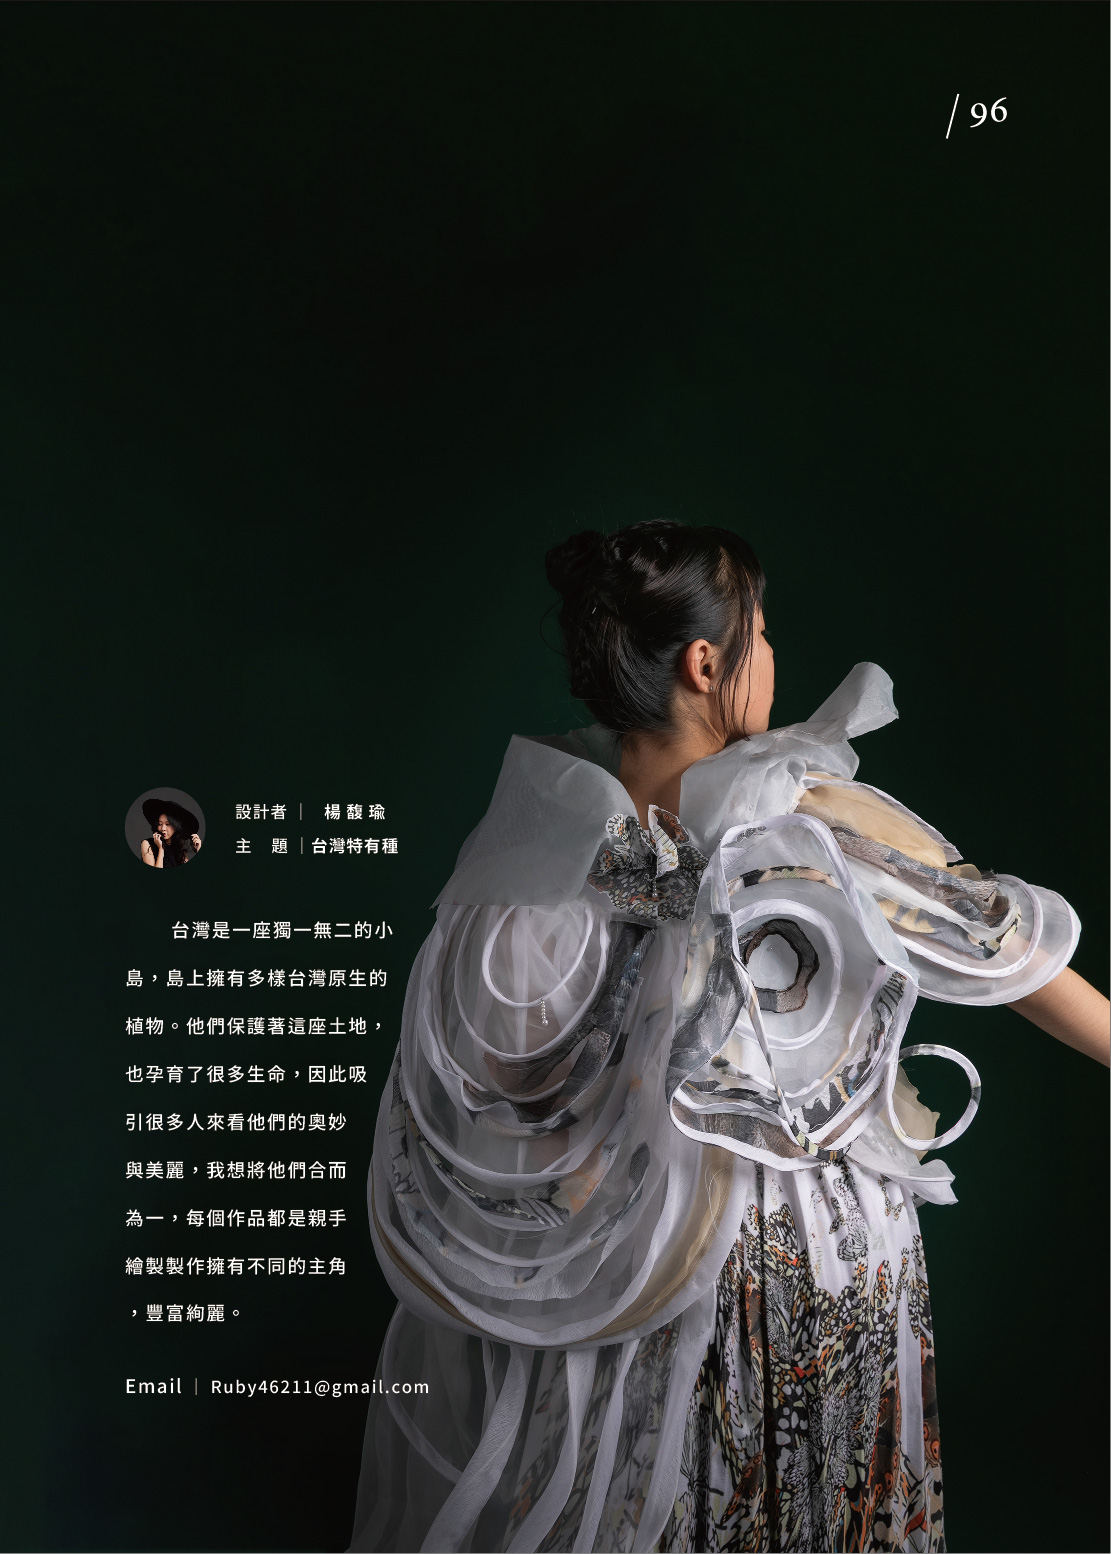 / 96
設計者｜ 楊馥瑜
主 題｜台灣特有種
台灣是一座獨一無二的小
島，島上擁有多樣台灣原生的
植物。他們保護著這座土地，
也孕育了很多生命，因此吸
引很多人來看他們的奧妙
與美麗，我想將他們合而
為一，每個作品都是親手
繪製製作擁有不同的主角
，豐富絢麗。
Email｜Ruby46211@gmail.com